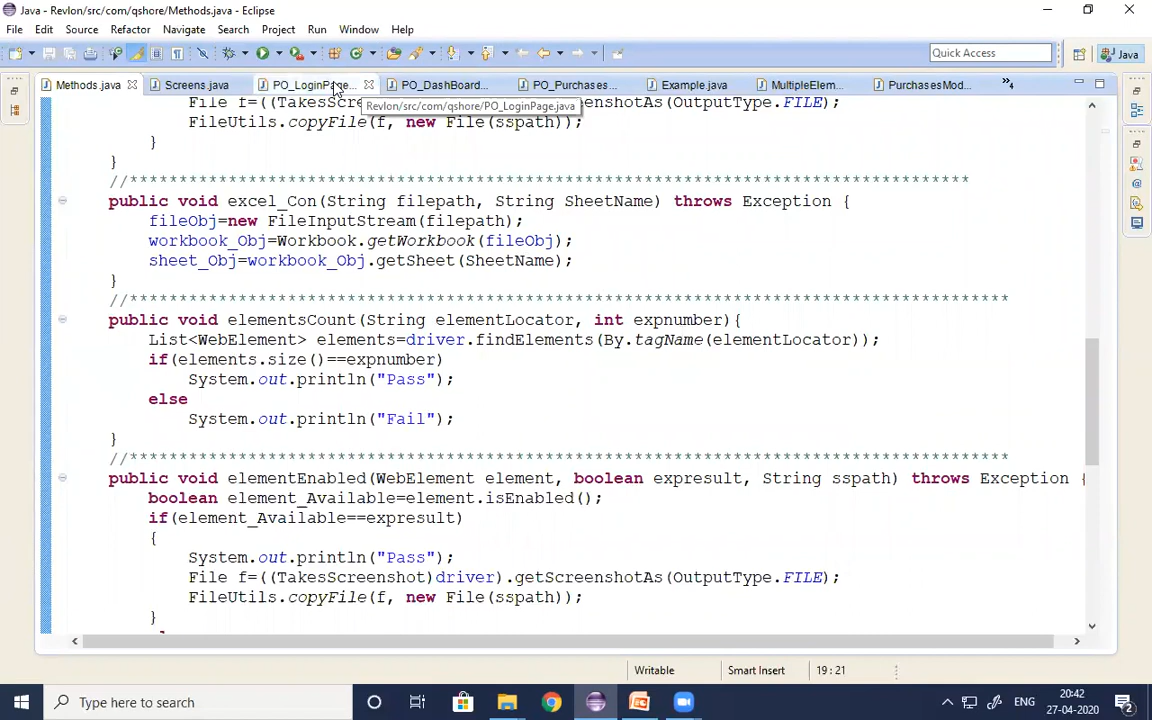 Java - Revlon/src/com/qshore/Methods.java - Eclipse
File Edit Source Refactor Navigate Search Project Run Window Help
Quick Access
Java
Methods.java Screens.java PO_LoginPage... PO_DashBoard... PO_Purchases... Example.java MultipleElem... PurchasesMod... »4
Revlon/src/com/qshore/PO_LoginPage.java
File f=((TakesScre enshotAs(OutputType.FILE);
FileUtils.copyFile(f, new File(sspath));
}
}
//*************************************************************************************
public void excel_Con(String filepath, String SheetName) throws Exception {
fileObj=new FileInputStream(filepath);
workbook_Obj=Workbook.getWorkbook(fileObj);
sheet_Obj=workbook_Obj.getSheet(SheetName);
}
//*****************************************************************************************
public void elementsCount(String elementLocator, int expnumber){
List<WebElement> elements=driver.findElements(By.tagName(elementLocator));
if(elements.size()==expnumber)
System.out.println("Pass");
else
System.out.println("Fail");
}
//*****************************************************************************************
public void elementEnabled(WebElement element, boolean expresult, String sspath) throws Exception {
boolean element_Available=element.isEnabled();
if(element_Available==expresult)
{
System.out.println("Pass");
File f=((TakesScreenshot)driver).getScreenshotAs(OutputType.FILE);
FileUtils.copyFile(f, new File(sspath));
}
Writable Smart Insert 19 : 21
Type here to search
ENG
20:42
27-04-2020
2